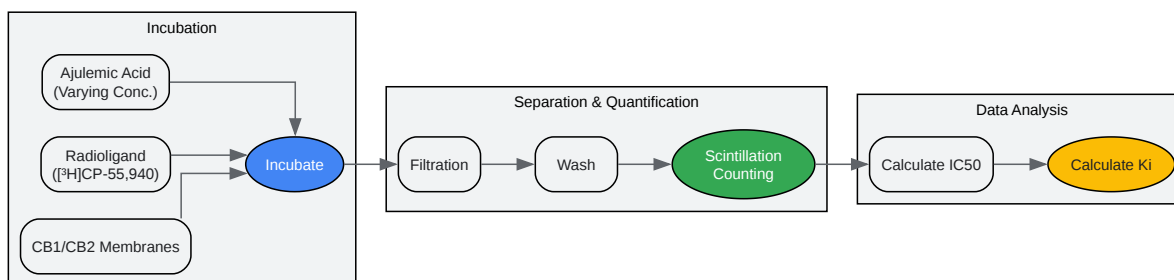 Incubation
Ajulemic Acid
(Varying Conc.)
Radioligand
([³H]CP-55,940)
CB1/CB2 Membranes
Incubate
Separation & Quantification
Filtration
Wash
Scintillation
Counting
Data Analysis
Calculate IC50
Calculate Ki